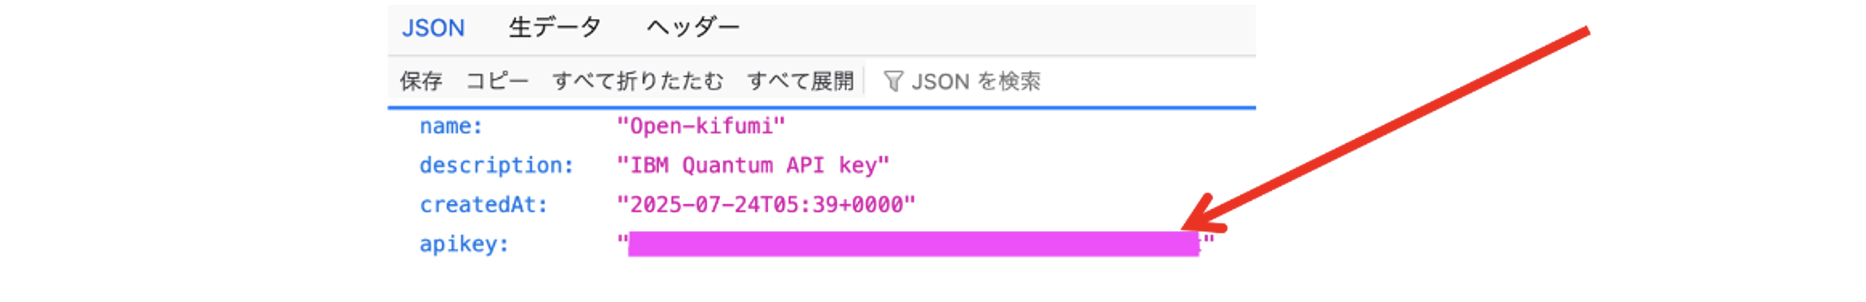 JSON 生データ ヘッダー
保存 コピー すべて折りたたむ すべて展開 JSON を検索
name: "Open-kifumi"
description: "IBM Quantum API key"
createdAt: "2025-07-24T05:39+0000"
apikey: " "